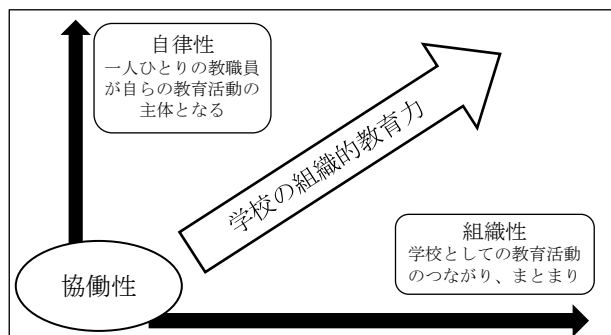 自律性
一人ひとりの教職員
が自らの教育活動の
主体となる
学校の組織的教育力
組織性
学校としての教育活動
のつながり、まとまり
協働性